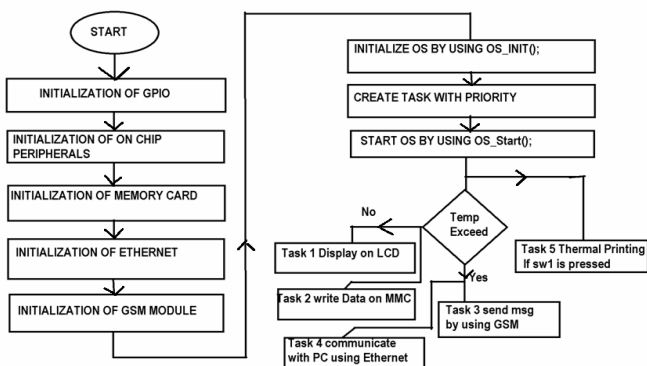 START
INITIALIZATION OF GPIO
INITIALIZATION OF ON CHIP
PERIPHERALS
INITIALIZATION OF MEMORY CARD
INITIALIZATION OF ETHERNET
INITIALIZATION OF GSM MODULE
INITIALIZE OS BY USING OS_INIT();
CREATE TASK WITH PRIORITY
START OS BY USING OS_Start();
Temp
Exceed
No
Yes
Task 1 Display on LCD
Task 2 write Data on MMC
Task 3 send msg
by using GSM
Task 4 communicate
with PC using Ethernet
Task 5 Thermal Printing
If sw1 is pressed